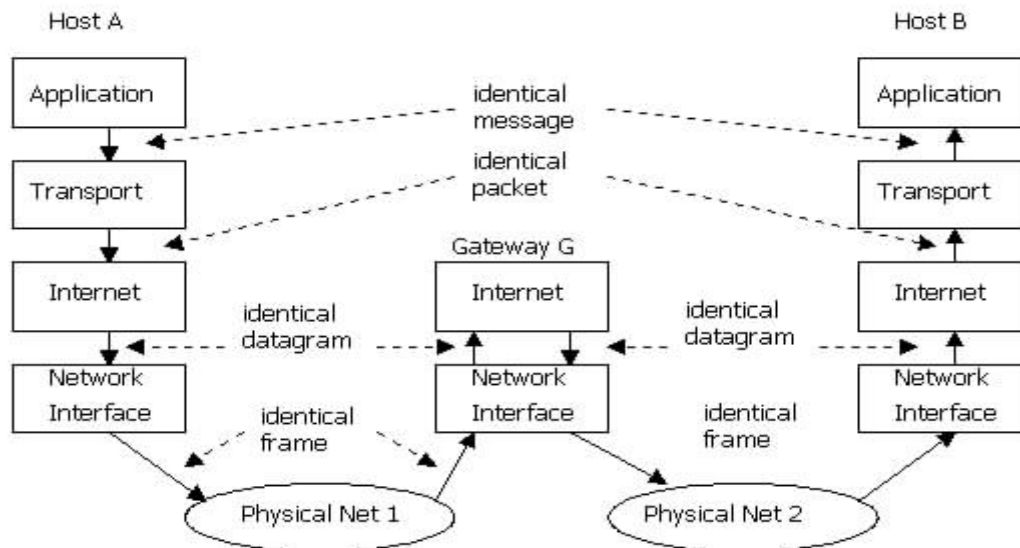 Host A
Host B
Application
identical
message
Application
Transport
identical
packet
Transport
Gateway G
Internet
Internet
Internet
identical
datagram
identical
datagram
Network
Interface
Network
Interface
Network
Interface
identical
frame
identical
frame
Physical Net 1
Physical Net 2